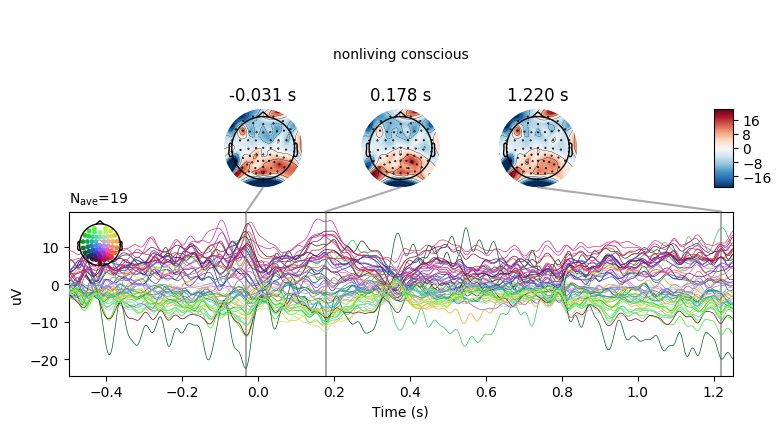 nonliving conscious
-0.031 s
0.178 s
1.220 s
16
8
0
−8
−16
Nave=19
10
0
−10
−20
uV
−0.4
−0.2
0.0
0.2
0.4
0.6
0.8
1.0
1.2
Time (s)